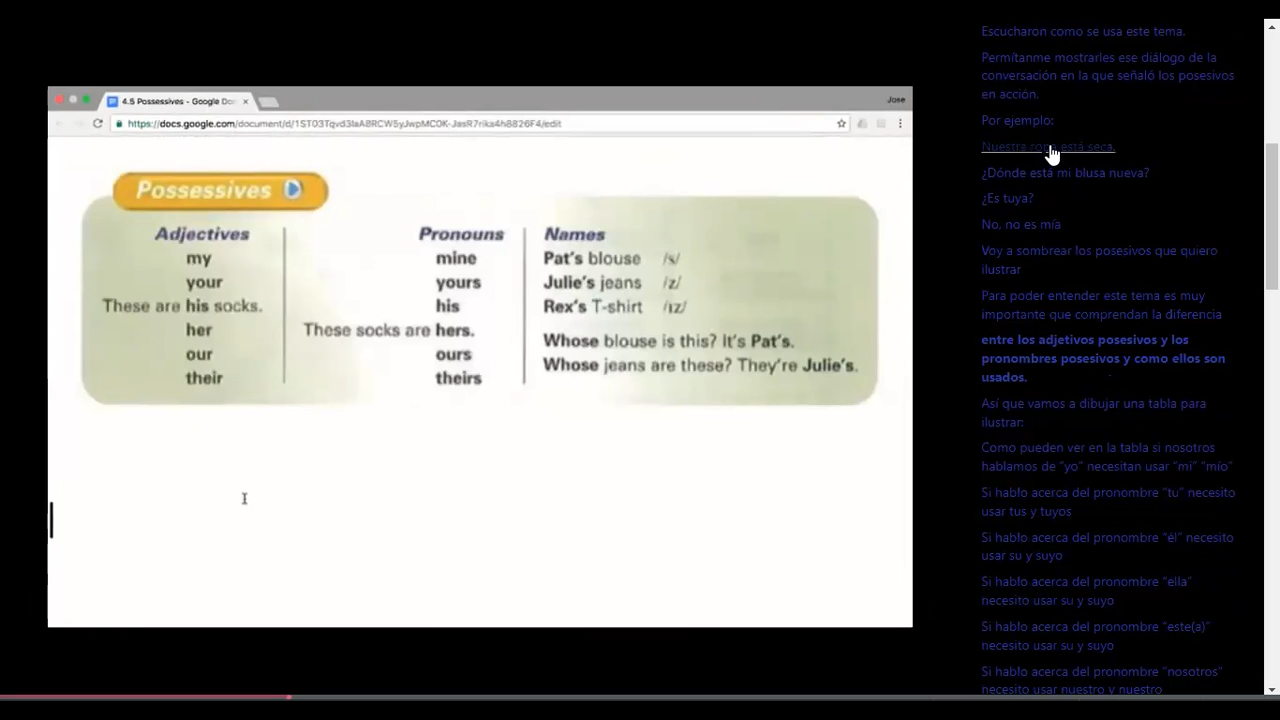 4.5 Possessives - Google Do
Jose
https://docs.google.com/document/d/1ST03Tqvd3laA8RCW5yJwpMC0K-JasR7rika4h8826F4/edit
Possessives
Adjectives
my
your
These are his socks.
her
our
their
Pronouns
mine
yours
his
These socks are hers.
ours
theirs
Names
Pat's blouse /s/
Julie's jeans /z/
Rex's T-shirt /ɪz/
Whose blouse is this? It's Pat's.
Whose jeans are these? They're Julie's.
Escucharon como se usa este tema.
Permítanme mostrarles ese diálogo de la
conversación en la que señaló los posesivos
en acción.
Por ejemplo:
Nuestra ropa está seca.
¿Dónde está mi blusa nueva?
¿Es tuya?
No, no es mía
Voy a sombrear los posesivos que quiero
ilustrar
Para poder entender este tema es muy
importante que comprendan la diferencia
entre los adjetivos posesivos y los
pronombres posesivos y como ellos son
usados.
Así que vamos a dibujar una tabla para
ilustrar:
Como pueden ver en la tabla si nosotros
hablamos de "yo" necesitan usar "mi" "mío"
Si hablo acerca del pronombre "tu" necesito
usar tus y tuyos
Si hablo acerca del pronombre "él" necesito
usar su y suyo
Si hablo acerca del pronombre "ella"
necesito usar su y suyo
Si hablo acerca del pronombre "este(a)"
necesito usar su y suyo
Si hablo acerca del pronombre "nosotros"
necesito usar nuestro y nuestro